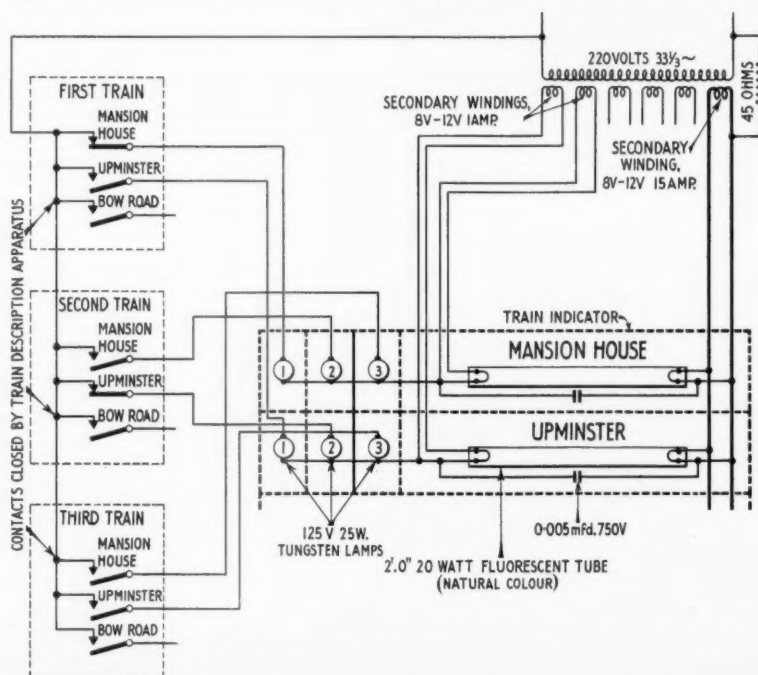 220VOLTS 33⅓~
45 OHMS
SECONDARY WINDINGS,
8V-12V 1AMP.
SECONDARY
WINDING,
8V-12V 15AMP.
CONTACTS CLOSED BY TRAIN DESCRIPTION APPARATUS
FIRST TRAIN
MANSION
HOUSE
UPMINSTER
BOW ROAD
SECOND TRAIN
MANSION
HOUSE
UPMINSTER
BOW ROAD
THIRD TRAIN
MANSION
HOUSE
UPMINSTER
BOW ROAD
TRAIN INDICATOR
1 2 3
MANSION HOUSE
1 2 3
UPMINSTER
125 V 25W.
TUNGSTEN LAMPS
0·005mfd.750V
2'.0" 20 WATT FLUORESCENT TUBE
(NATURAL COLOUR)